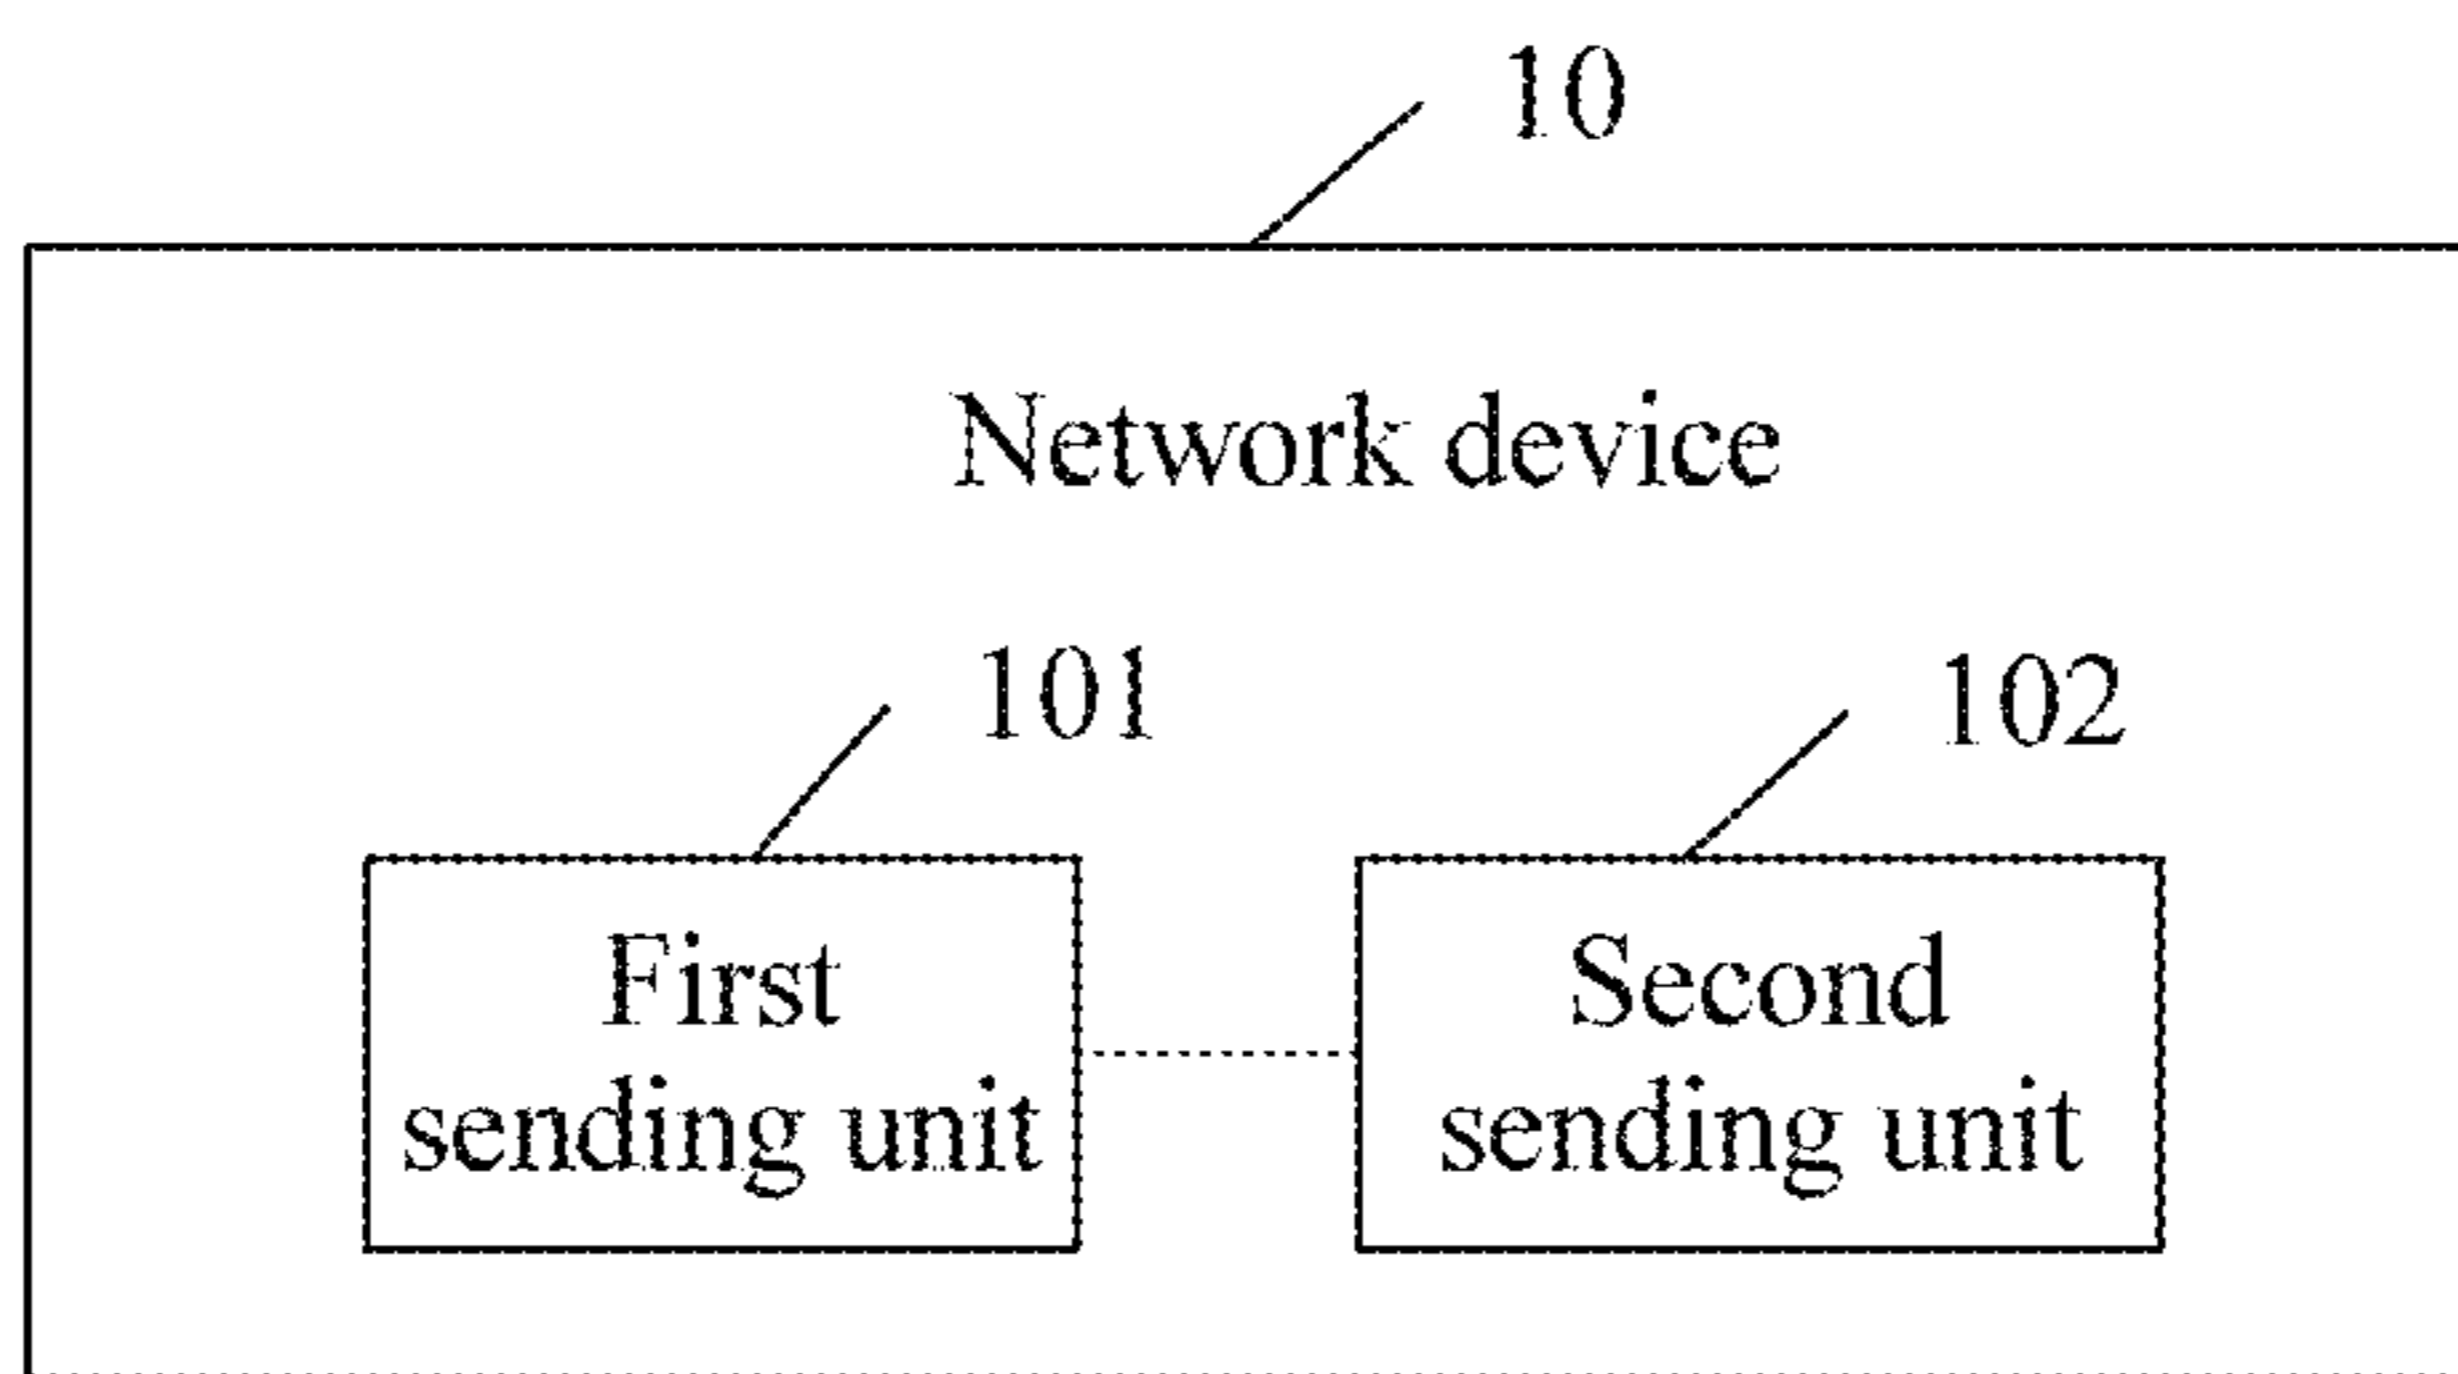 10
Network device
101
102
First
sending unit
Second
sending unit